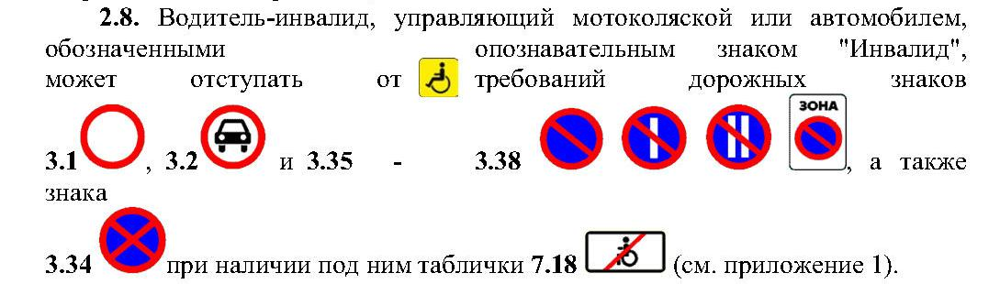 2.8. Водитель-инвалид, управляющий мотоколяской или автомобилем,
обозначенными опознавательным знаком "Инвалид",
может отступать от требований дорожных знаков
ЗОНА
3.1 , 3.2 и 3.35 - 3.38 , а также
знака
3.34 при наличии под ним таблички 7.18 (см. приложение 1).